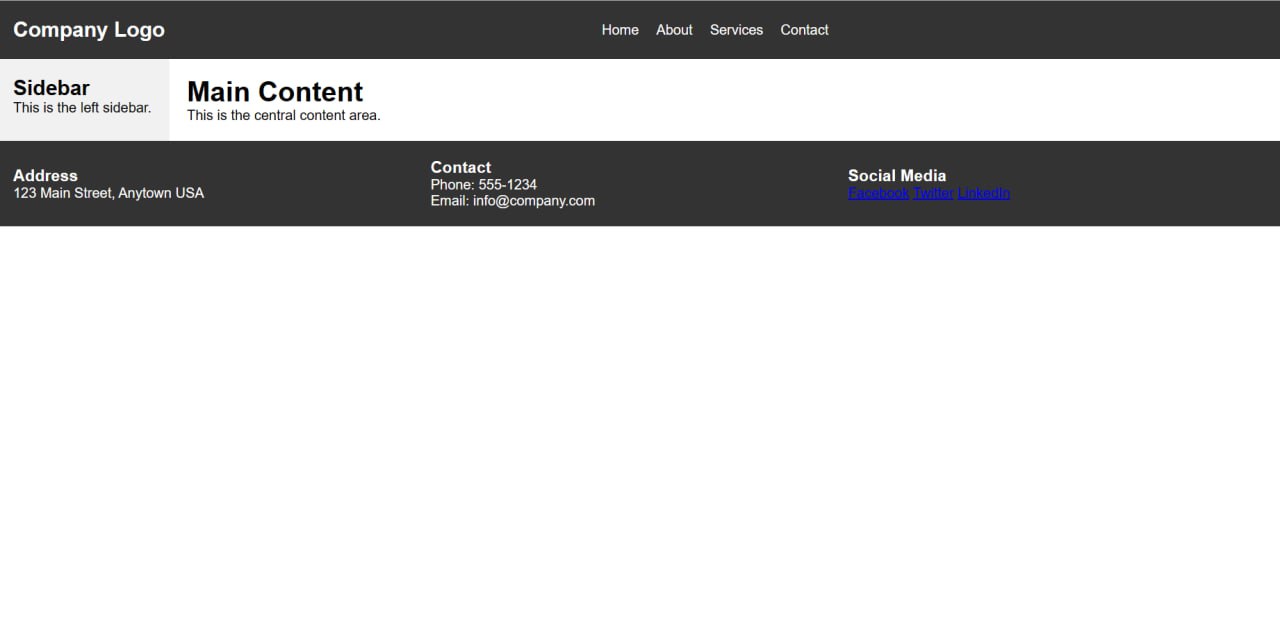 Company Logo
Home About Services Contact
Sidebar
This is the left sidebar.
Main Content
This is the central content area.
Address
123 Main Street, Anytown USA
Contact
Phone: 555-1234
Email: info@company.com
Social Media
Facebook Twitter LinkedIn